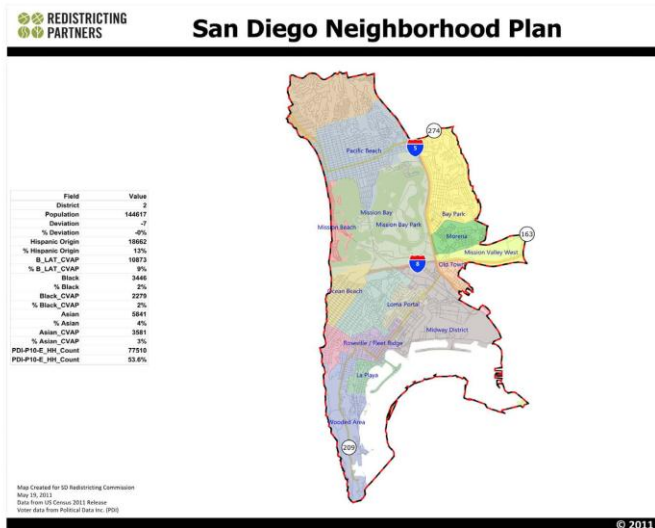 REDISTRICTING
PARTNERS
San Diego Neighborhood Plan
274
5
Pacific Beach
Mission Bay
Bay Park
Mission Beach
Mission Bay Park
Morena
163
Mission Valley West
8
Old Town
Ocean Beach
Loma Portal
Midway District
Roseville / Fleet Ridge
La Playa
Wooded Area
209
Field Value
District 2
Population 144617
Deviation -7
% Deviation -0%
Hispanic Origin 18662
% Hispanic Origin 13%
B_LAT_CVAP 10873
% B_LAT_CVAP 9%
Black 3446
% Black 2%
Black_CVAP 2279
% Black_CVAP 2%
Asian 5641
% Asian 4%
Asian_CVAP 3581
% Asian_CVAP 3%
PDI-P10-E_HH_Count 77510
PDI-P10-E_HH_Count 53.6%
Map Created for SD Redistricting Commission
May 19, 2011
Data from US Census 2011 Release
Voter data from Political Data Inc. (PDI)
© 2011